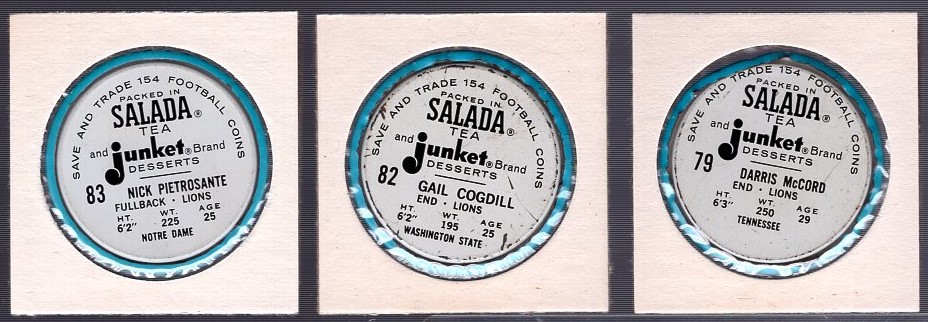 SAVE AND TRADE 154 FOOTBALL COINS
PACKED IN
SALADA®
TEA
and Junket® Brand
DESSERTS
83
NICK PIETROSANTE
FULLBACK • LIONS
HT. WT. AGE
6'2" 225 25
NOTRE DAME
SAVE AND TRADE 154 FOOTBALL COINS
PACKED IN
SALADA®
TEA
and Junket® Brand
DESSERTS
82
GAIL COGDILL
END • LIONS
HT. WT. AGE
6'2" 195 25
WASHINGTON STATE
SAVE AND TRADE 154 FOOTBALL COINS
PACKED IN
SALADA®
TEA
and Junket® Brand
DESSERTS
79
DARRIS McCORD
END • LIONS
HT. WT. AGE
6'3" 250 29
TENNESSEE